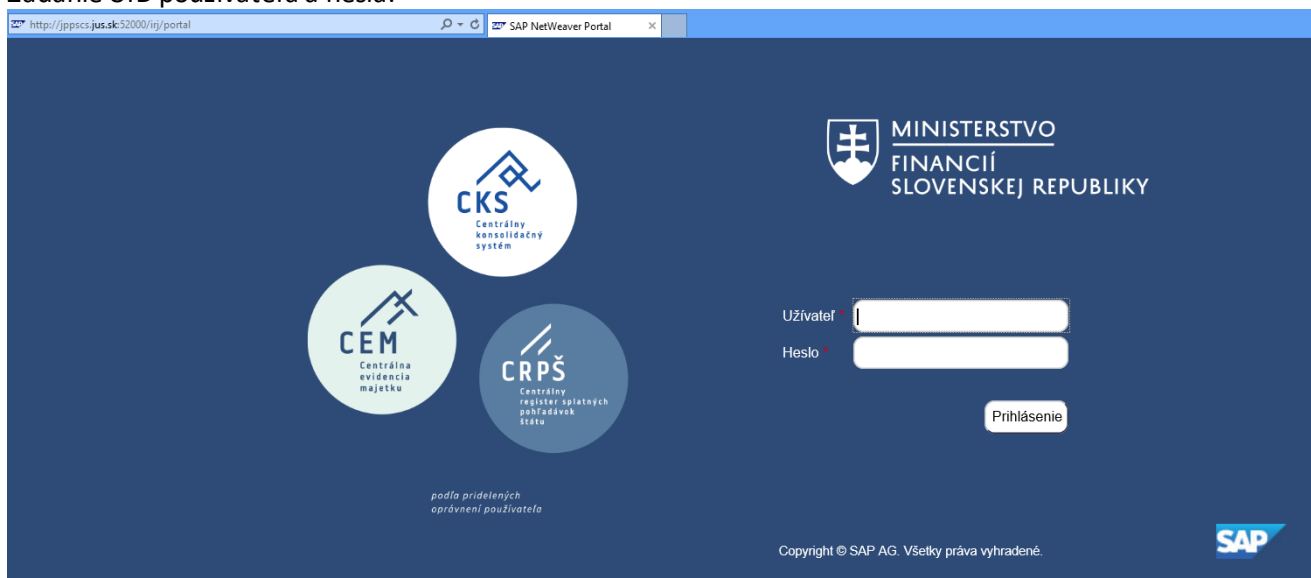 Zadanie UID používateľa a hesla:
http://jppscs.jus.sk:52000/irj/portal
SAP NetWeaver Portal
MINISTERSTVO
FINANCIÍ
SLOVENSKEJ REPUBLIKY
CKS
Centrálny
konsolidačný
systém
CEM
Centrálna
evidencia
majetku
CRPŠ
Centrálny
register splatných
pohľadávok
štátu
Užívateľ *
Heslo *
Prihlásenie
podľa pridelených
oprávnení používateľa
Copyright © SAP AG. Všetky práva vyhradené.
SAP